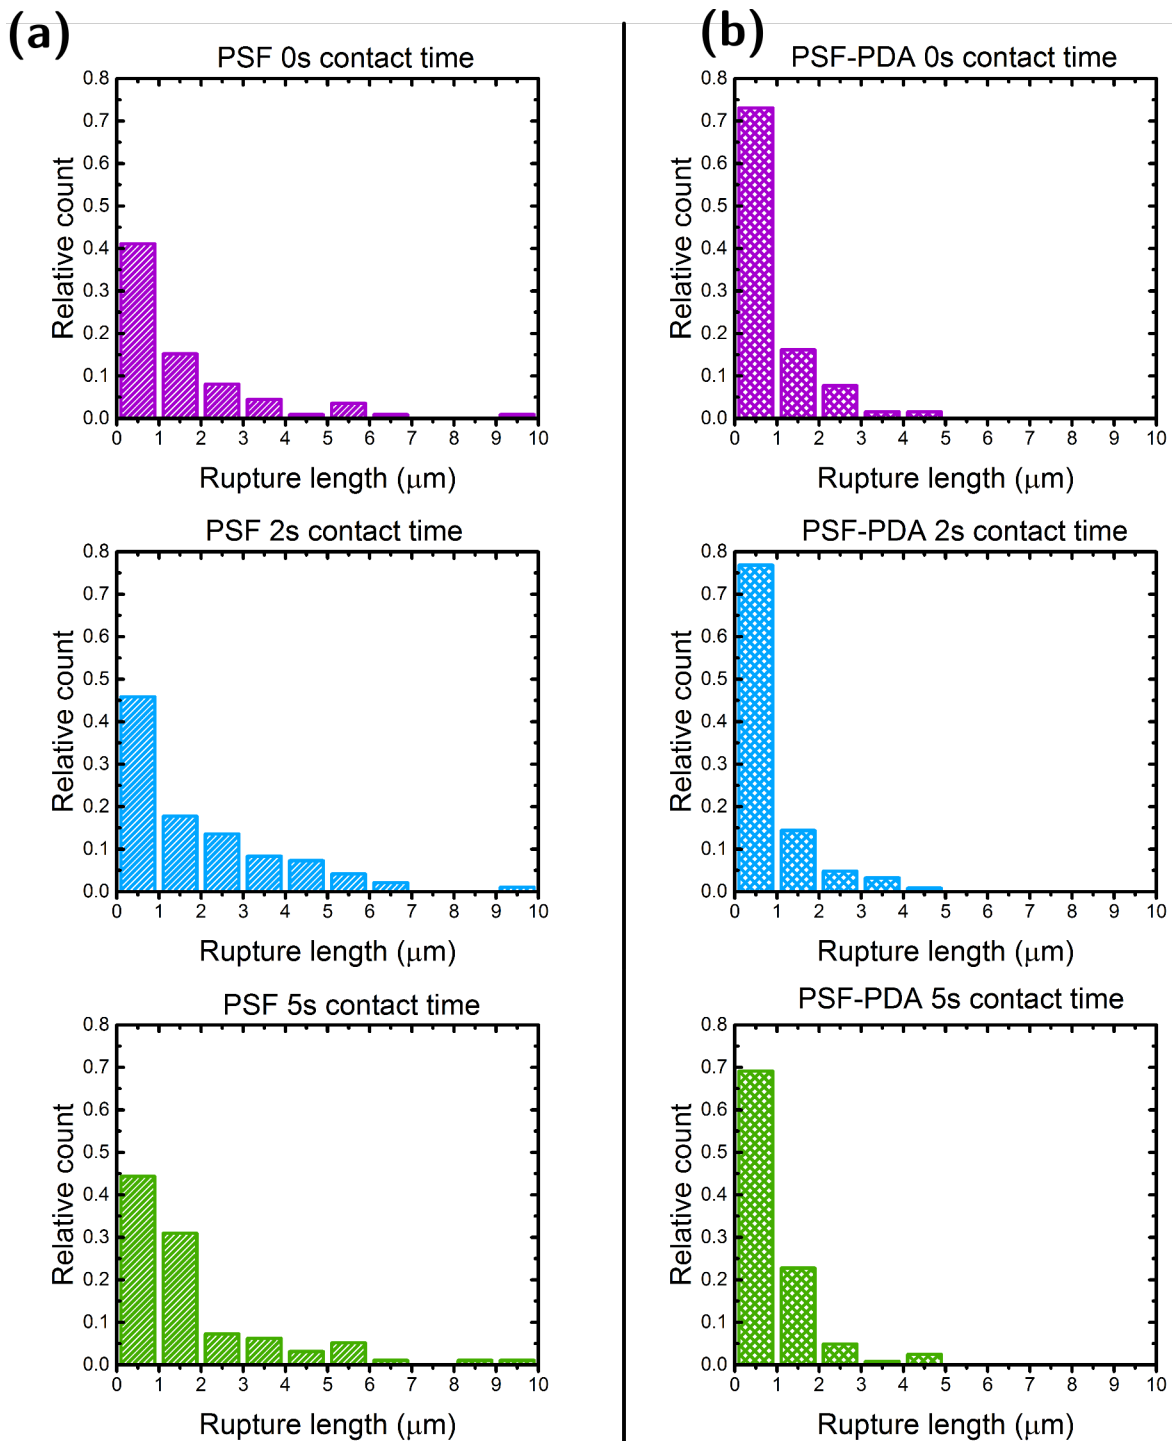 (a)
PSF 0s contact time
0.8
0.7
0.6
0.5
0.4
0.3
0.2
0.1
0.0
Relative count
0 1 2 3 4 5 6 7 8 9 10
Rupture length (μm)
PSF 2s contact time
0.8
0.7
0.6
0.5
0.4
0.3
0.2
0.1
0.0
Relative count
0 1 2 3 4 5 6 7 8 9 10
Rupture length (μm)
PSF 5s contact time
0.8
0.7
0.6
0.5
0.4
0.3
0.2
0.1
0.0
Relative count
0 1 2 3 4 5 6 7 8 9 10
Rupture length (μm)
(b)
PSF-PDA 0s contact time
0.8
0.7
0.6
0.5
0.4
0.3
0.2
0.1
0.0
Relative count
0 1 2 3 4 5 6 7 8 9 10
Rupture length (μm)
PSF-PDA 2s contact time
0.8
0.7
0.6
0.5
0.4
0.3
0.2
0.1
0.0
Relative count
0 1 2 3 4 5 6 7 8 9 10
Rupture length (μm)
PSF-PDA 5s contact time
0.8
0.7
0.6
0.5
0.4
0.3
0.2
0.1
0.0
Relative count
0 1 2 3 4 5 6 7 8 9 10
Rupture length (μm)